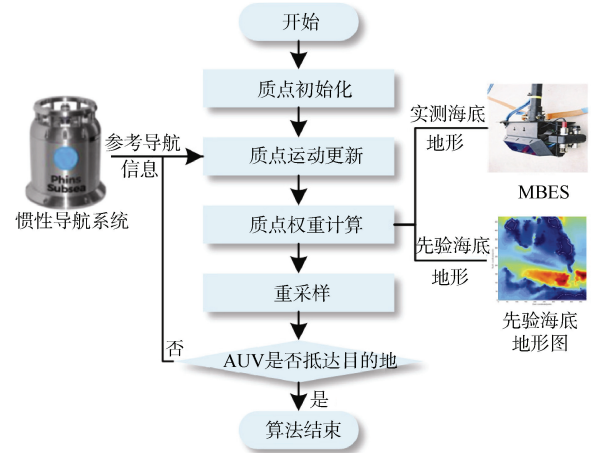 开始
质点初始化
实测海底
地形
参考导航
信息
质点运动更新
Phins
Subsea
MBES
惯性导航系统
质点权重计算
先验海底
地形
重采样
先验海底
地形图
否
AUV是否抵达目的地
是
算法结束